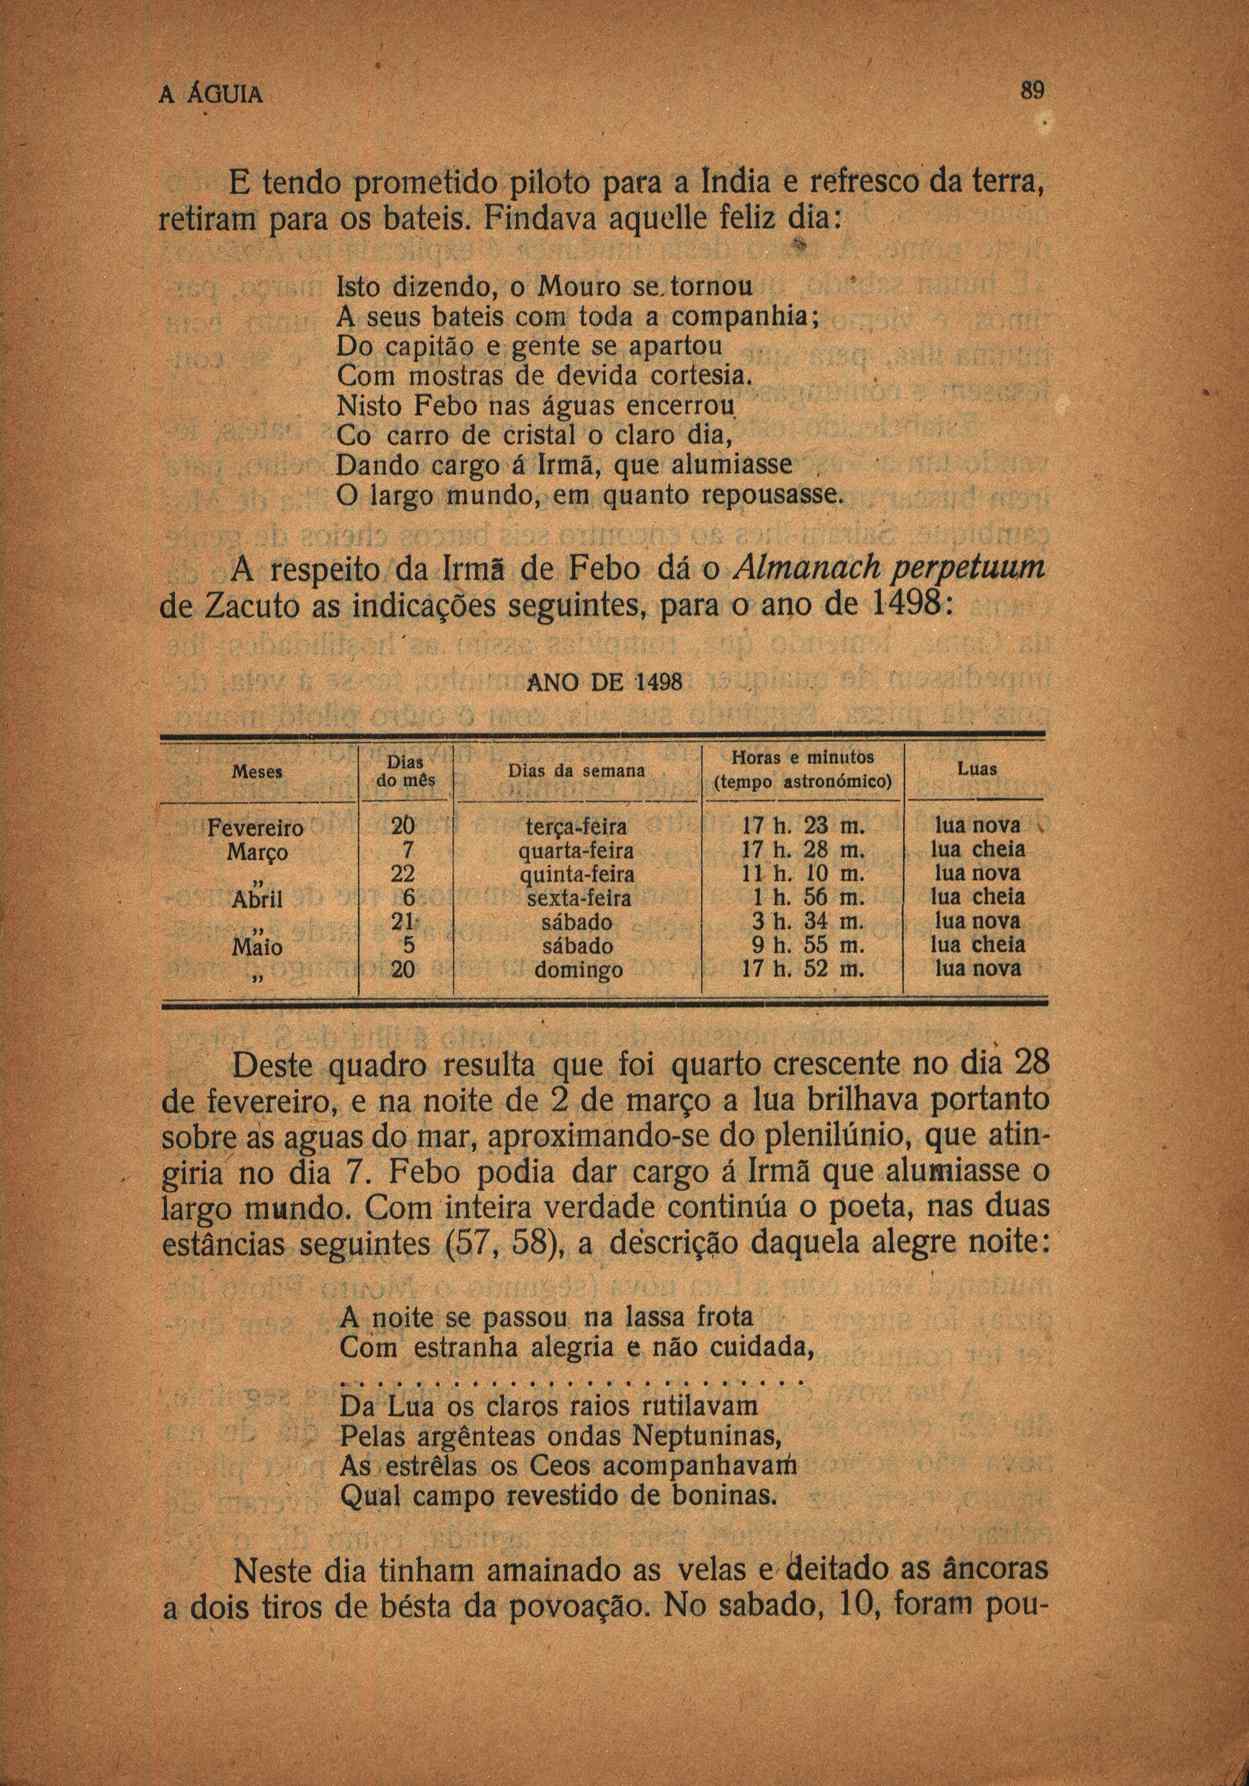 A ÁGUIA 89
E tendo prometido piloto para a India e refresco da terra,
retiram para os bateis. Findava aquelle feliz dia:
Isto dizendo, o Mouro se tornou
A seus bateis com toda a companhia;
Do capitão e gente se apartou
Com mostras de devida cortesia.
Nisto Febo nas águas encerrou
Co carro de cristal o claro dia,
Dando cargo á Irmã, que alumiasse
O largo mundo, em quanto repousasse.
A respeito da Irmã de Febo dá o Almanach perpetuum
de Zacuto as indicações seguintes, para o ano de 1498:
ANO DE 1498
Meses | Dias do mês | Dias da semana | Horas e minutos (tempo astronómico) | Luas
Fevereiro | 20 | terça-feira | 17 h. 23 m. | lua nova
Março | 7 | quarta-feira | 17 h. 28 m. | lua cheia
„ | 22 | quinta-feira | 11 h. 10 m. | lua nova
Abril | 6 | sexta-feira | 1 h. 56 m. | lua cheia
„ | 21 | sábado | 3 h. 34 m. | lua nova
Maio | 5 | sábado | 9 h. 55 m. | lua cheia
„ | 20 | domingo | 17 h. 52 m. | lua nova
Deste quadro resulta que foi quarto crescente no dia 28
de fevereiro, e na noite de 2 de março a lua brilhava portanto
sobre as aguas do mar, aproximando-se do plenilúnio, que atin-
giria no dia 7. Febo podia dar cargo á Irmã que alumiasse o
largo mundo. Com inteira verdade continúa o poeta, nas duas
estâncias seguintes (57, 58), a descrição daquela alegre noite:
A noite se passou na lassa frota
Com estranha alegria e não cuidada,
. . . . . . . . . . . . . . . . . . . . . . . . .
Da Lua os claros raios rutilavam
Pelas argênteas ondas Neptuninas,
As estrêlas os Ceos acompanhavam
Qual campo revestido de boninas.
Neste dia tinham amainado as velas e deitado as âncoras
a dois tiros de bésta da povoação. No sabado, 10, foram pou-